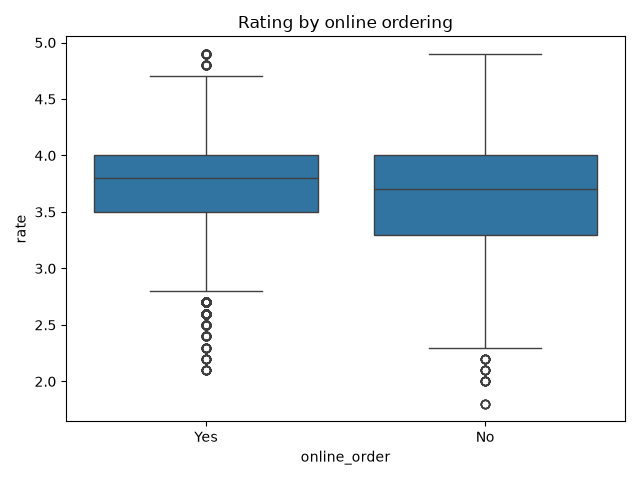 Rating by online ordering
5.0
4.5
4.0
3.5
3.0
2.5
2.0
rate
Yes
No
online_order